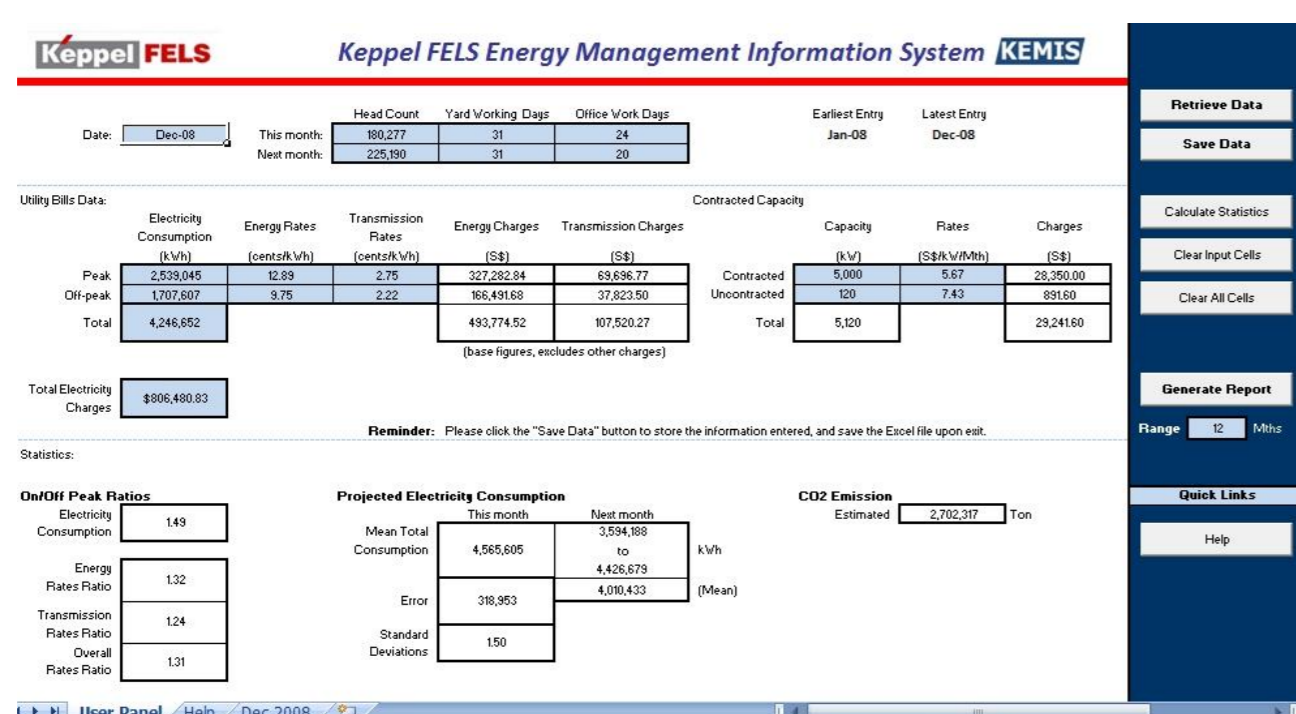 Keppel FELS
Keppel FELS Energy Management Information System KEMIS
Head Count Yard Working Days Office Work Days Earliest Entry Latest Entry
Date: Dec-08 This month: 180,277 31 24 Jan-08 Dec-08
Next month: 225,190 31 20
Retrieve Data
Save Data
Utility Bills Data: Contracted Capacity
Electricity Consumption Energy Rates Transmission Rates Energy Charges Transmission Charges Capacity Rates Charges
(kWh) (cents/kWh) (cents/kWh) (S$) (S$) (kW) (S$/kW/Mth) (S$)
Peak 2,539,045 12.89 2.75 327,282.84 69,696.77 Contracted 5,000 5.67 28,350.00
Off-peak 1,707,607 9.75 2.22 166,491.68 37,823.50 Uncontracted 120 7.43 891.60
Total 4,246,652 493,774.52 107,520.27 Total 5,120 29,241.60
(base figures, excludes other charges)
Calculate Statistics
Clear Input Cells
Clear All Cells
Total Electricity
Charges $806,480.83
Generate Report
Range 12 Mths
Reminder: Please click the "Save Data" button to store the information entered, and save the Excel file upon exit.
Statistics:
On/Off Peak Ratios
Electricity
Consumption 1.49
Energy
Rates Ratio 1.32
Transmission
Rates Ratio 1.24
Overall
Rates Ratio 1.31
Projected Electricity Consumption
This month Next month
Mean Total
Consumption 4,565,605 3,594,188
to
4,426,679 kWh
4,010,433 (Mean)
Error 318,953
Standard
Deviations 1.50
CO2 Emission
Estimated 2,702,317 Ton
Quick Links
Help
User Panel Help Dec 2008